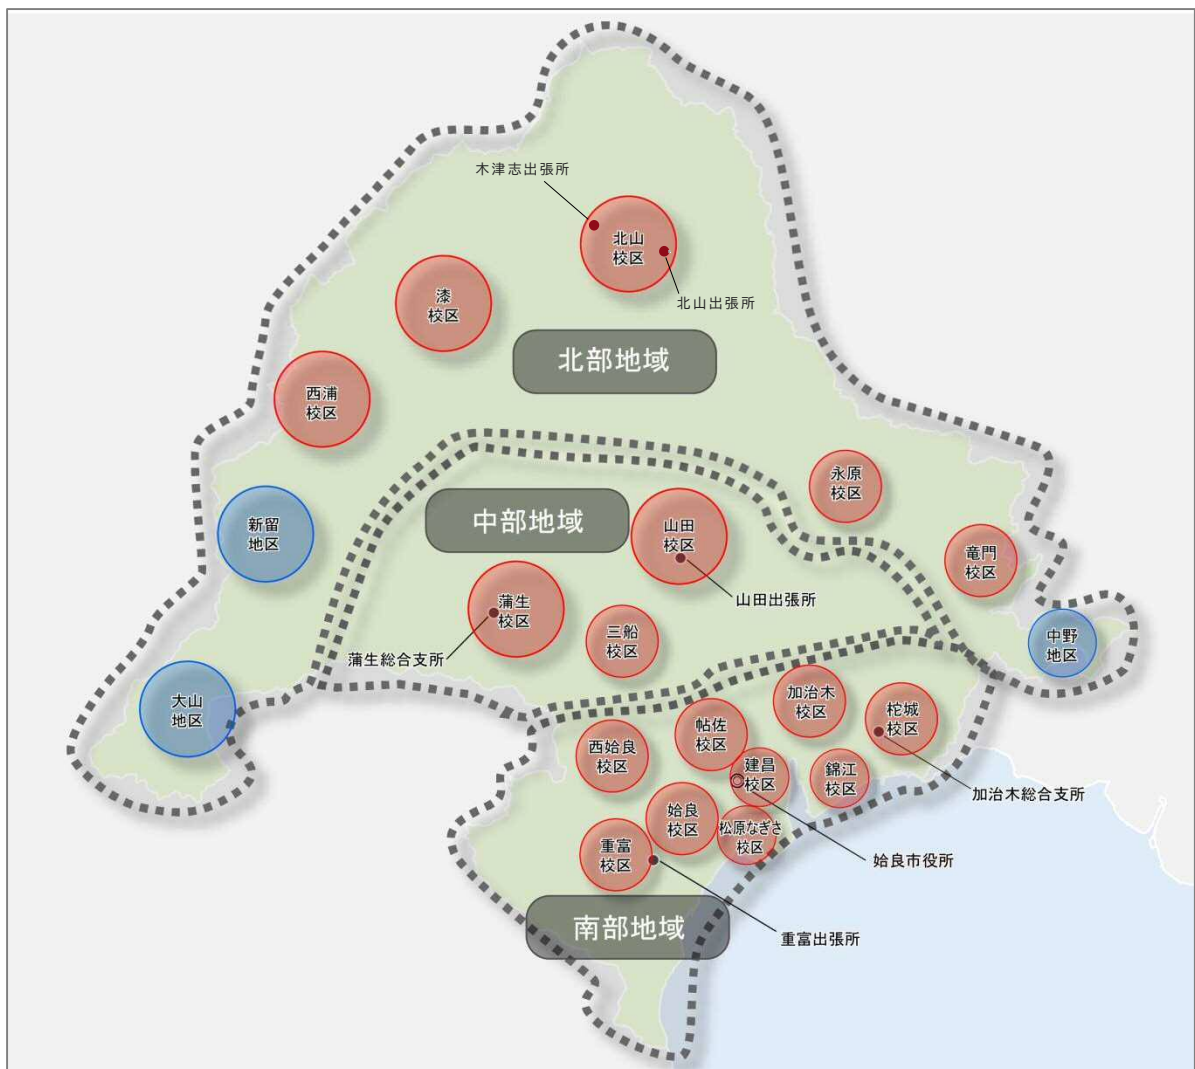 木津志出張所
北山
校区
北山出張所
漆
校区
北部地域
西浦
校区
永原
校区
新留
地区
中部地域
山田
校区
竜門
校区
山田出張所
蒲生
校区
三船
校区
中野
地区
蒲生総合支所
大山
地区
加治木
校区
柁城
校区
帖佐
校区
西姶良
校区
建昌
校区
錦江
校区
加治木総合支所
姶良
校区
松原なぎさ
校区
重富
校区
姶良市役所
南部地域
重富出張所